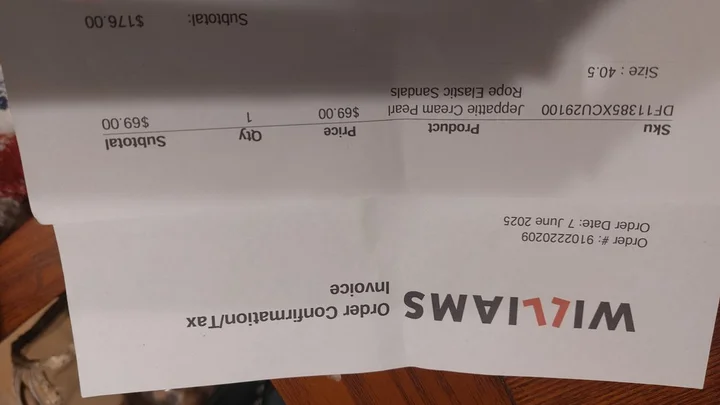 WILLIAMS
Order Confirmation/Tax
Invoice
Order #: 9102220209
Order Date: 7 June 2025
Sku Product Price Qty Subtotal
DF11385XCU29100 Jeppattie Cream Pearl $69.00 1 $69.00
Rope Elastic Sandals
Size : 40.5
Subtotal: $176.00